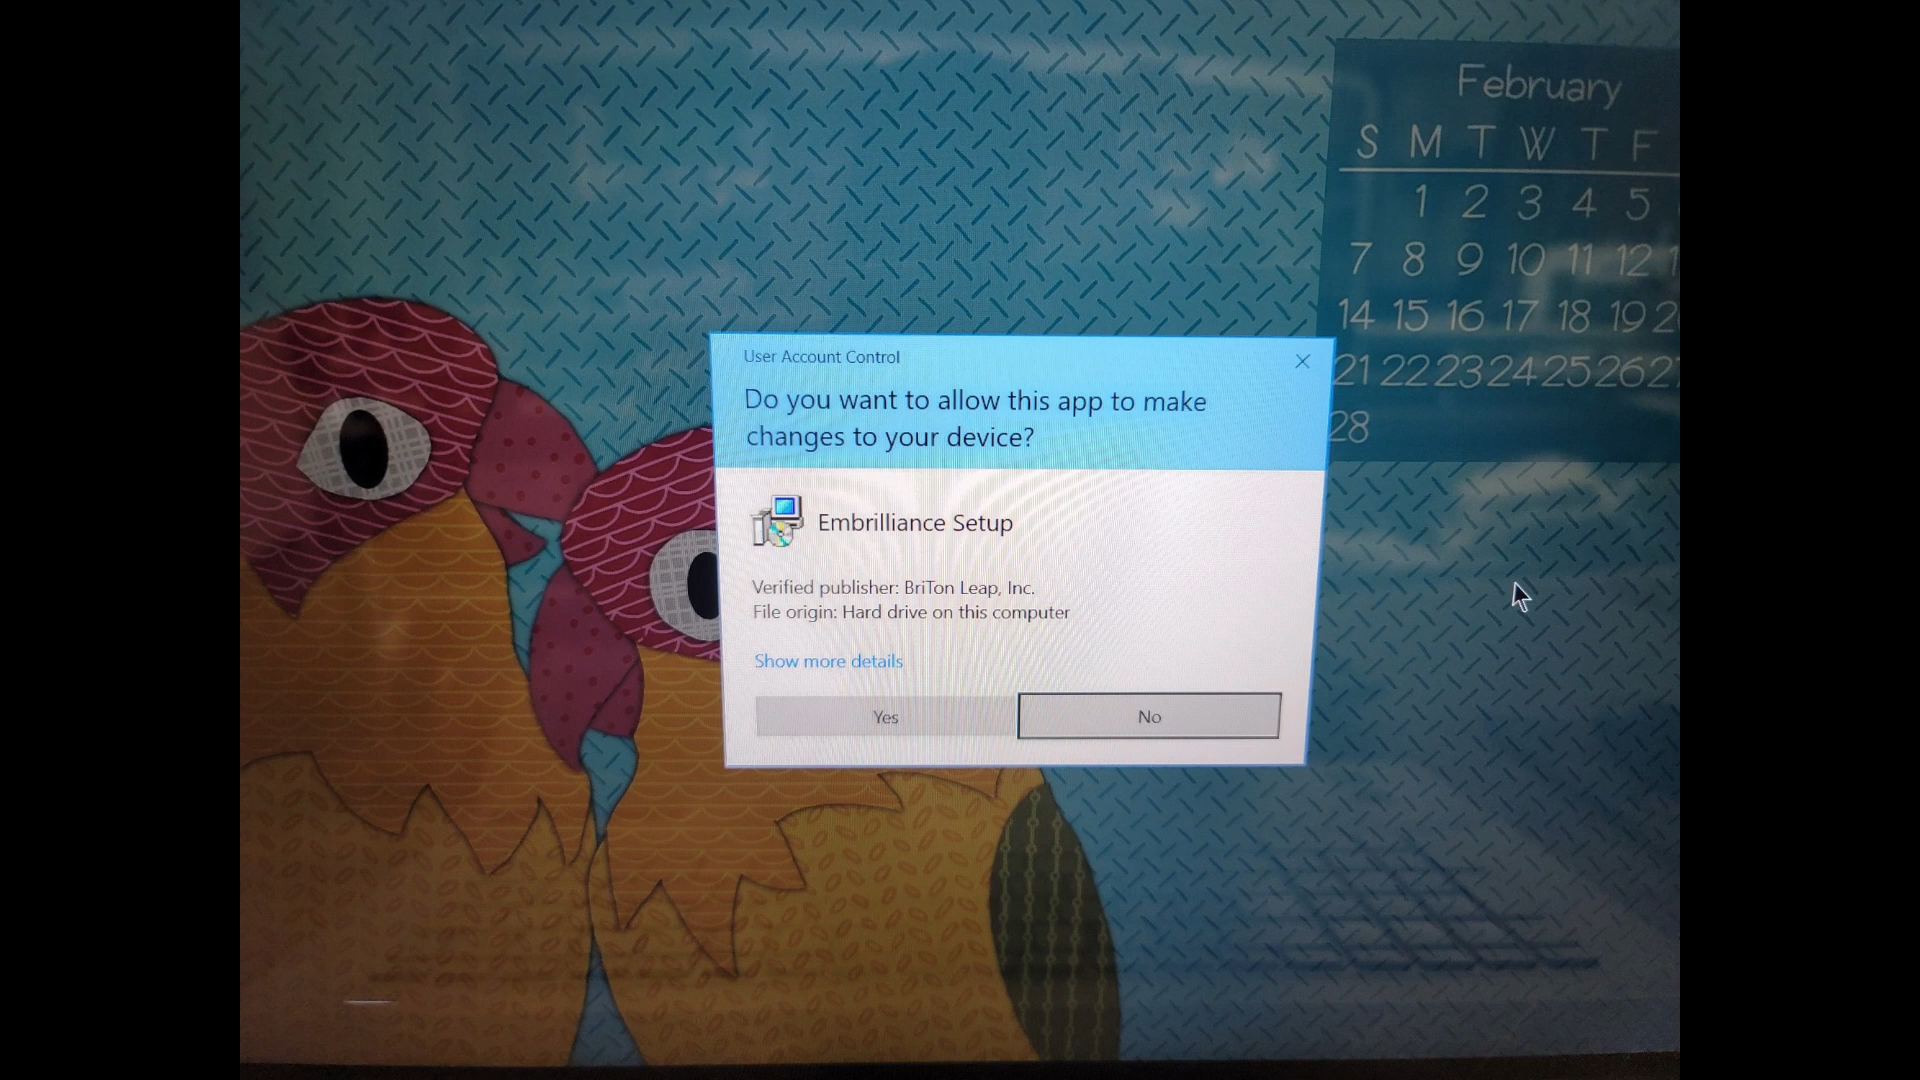 February
S M T W T F
1 2 3 4 5
7 8 9 10 11 12
14 15 16 17 18 19
21 22 23 24 25 26
28
User Account Control
Do you want to allow this app to make
changes to your device?
Embrilliance Setup
Verified publisher: BriTon Leap, Inc.
File origin: Hard drive on this computer
Show more details
Yes No